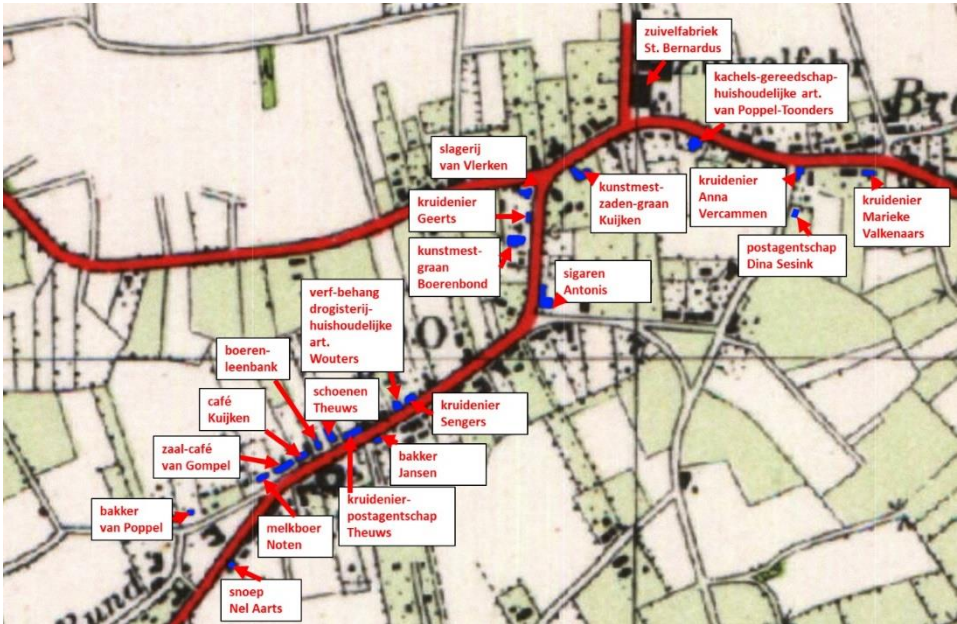 zuivelfabriek
St. Bernardus
kachels-gereedschap-
huishoudelijke art.
van Poppel-Toonders
slagerij
van Vlerken
kruidenier
Geerts
kunstmest-
graan
Boerenbond
kunstmest-
zaden-graan
Kuijken
kruidenier
Anna
Vercammen
kruidenier
Marieke
Valkenaars
postagentschap
Dina Sesink
sigaren
Antonis
verf-behang
drogisterij-
huishoudelijke
art.
Wouters
boeren-
leenbank
schoenen
Theuws
café
Kuijken
kruidenier
Sengers
zaal-café
van Gompel
bakker
Jansen
bakker
van Poppel
melkboer
Noten
kruidenier-
postagentschap
Theuws
snoep
Nel Aarts
O
Br